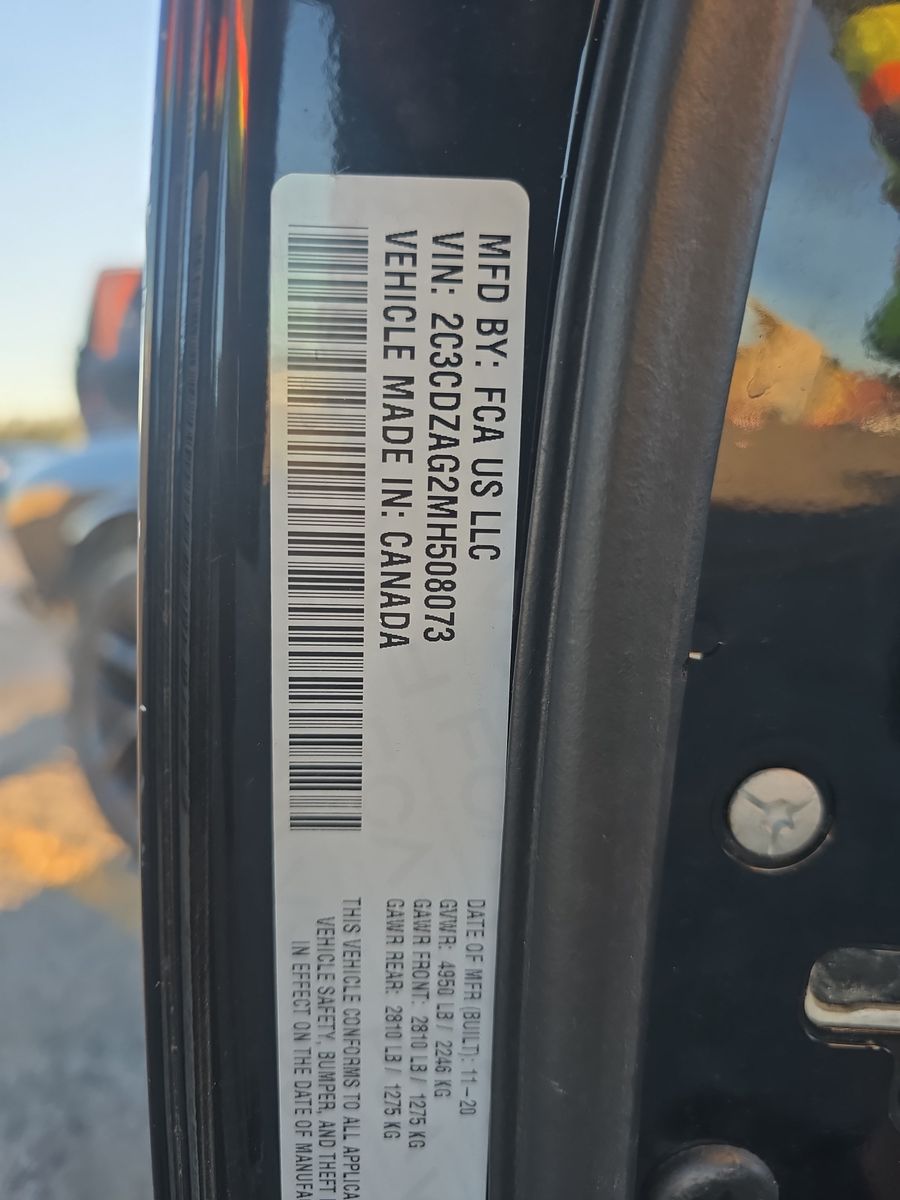 MFD BY: FCA US LLC
VIN: 2C3CDZAG2MH508073
VEHICLE MADE IN: CANADA
DATE OF MFR (BUILT): 11-20
GVWR: 4950 LB / 2246 KG
GAWR FRONT: 2810 LB / 1275 KG
GAWR REAR: 2810 LB / 1275 KG
THIS VEHICLE CONFORMS TO ALL APPLICA
VEHICLE SAFETY, BUMPER, AND THEFT
IN EFFECT ON THE DATE OF MANUFA